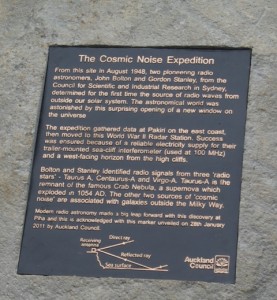 The Cosmic Noise Expedition
From this site in August 1948, two pioneering radio
astronomers, John Bolton and Gordon Stanley, from the
Council for Scientific and Industrial Research in Sydney,
determined for the first time the source of radio waves from
outside our solar system. The astronomical world was
astonished by this surprising opening of a new window on
the universe
The expedition gathered data at Pakiri on the east coast,
then moved to this World War II Radar Station. Success
was ensured because of a reliable electricity supply for their
trailer-mounted sea-cliff interferometer (used at 100 MHz)
and a west-facing horizon from the high cliffs.
Bolton and Stanley identified radio signals from three 'radio
stars' - Taurus A, Centaurus-A and Virgo-A. Taurus-A is the
remnant of the famous Crab Nebula, a supernova which
exploded in 1054 AD. The other two sources of 'cosmic
noise' are associated with galaxies outside the Milky Way.
Modern radio astronomy made a big leap forward with this discovery at
Piha and this is acknowledged with this marker unveiled on 28th January
2011 by Auckland Council.
Direct ray
Receiving
antenna
Reflected ray
Sea surface
Auckland
Council